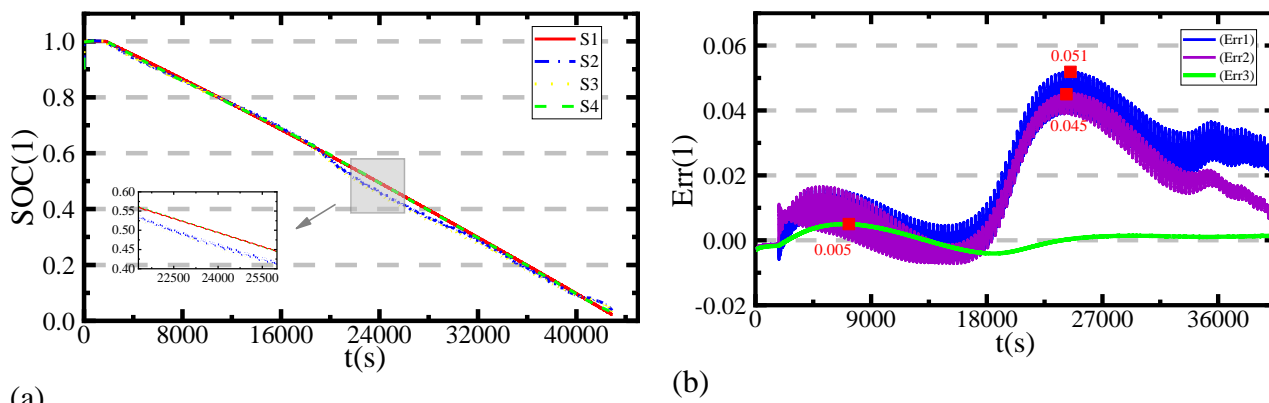 SOC(1)
1.0
0.8
0.6
0.4
0.2
0.0
S1
S2
S3
S4
0.60
0.55
0.50
0.45
0.40
22500 24000 25500
0 8000 16000 24000 32000 40000
t(s)
(a)
Err(1)
0.06
0.04
0.02
0.00
-0.02
(Err1)
(Err2)
(Err3)
0.051
0.045
0.005
0 9000 18000 27000 36000
t(s)
(b)